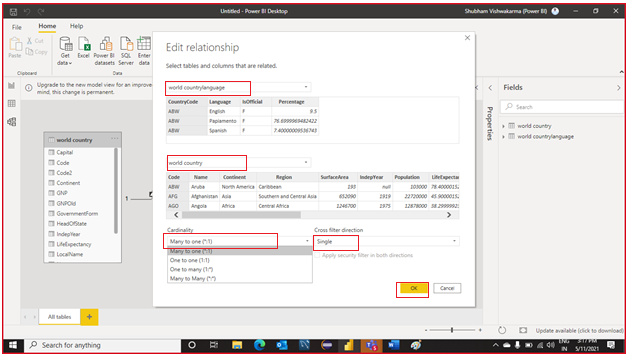 Untitled - Power BI Desktop
Shubham Vishwakarma (Power BI)
File
Home
Paste
Cut
Copy
Get data
Excel
Power BI datasets
SQL Server
Enter data
Clipboard
Data
Upgrade to the new model view for an improve
mind, this change is permanent.
world country
Capital
Code
Code2
Continent
GNP
GNPOld
GovernmentForm
HeadOfState
IndepYear
LifeExpectancy
LocalName
1
Edit relationship
Select tables and columns that are related.
world countrylanguage
CountryCode Language IsOfficial Percentage
ABW English F 9.5
ABW Papiamento F 76.6999969482422
ABW Spanish F 7.40000009536743
world country
Code Name Continent Region SurfaceArea IndepYear Population LifeExpectan
ABW Aruba North America Caribbean 193 null 103000 78.4000015
AFG Afghanistan Asia Southern and Central Asia 652090 1919 22720000 45.9000015
AGO Angola Africa Central Africa 1246700 1975 12878000 38.2999992
Cardinality
Cross filter direction
Many to one (*:1)
Single
Many to one (*:1)
One to one (1:1)
One to many (1:*)
Many to Many (*:*)
Apply security filter in both directions
OK
Cancel
Properties
Fields
Search
world country
world countrylanguage
All tables
Update available (click to download)
Search for anything
ENG
IN
3:17 PM
5/11/2021